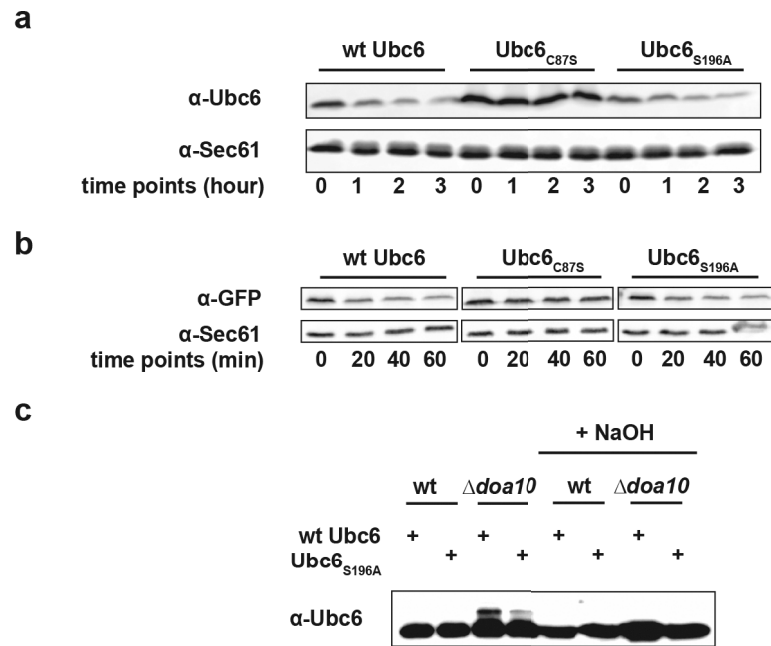 a
wt Ubc6 Ubc6C87S Ubc6S196A
α-Ubc6
α-Sec61
time points (hour) 0 1 2 3 0 1 2 3 0 1 2 3
b
wt Ubc6 Ubc6C87S Ubc6S196A
α-GFP
α-Sec61
time points (min) 0 20 40 60 0 20 40 60 0 20 40 60
c
+ NaOH
wt Δdoa10 wt Δdoa10
wt Ubc6 + + + +
Ubc6S196A + + + +
α-Ubc6